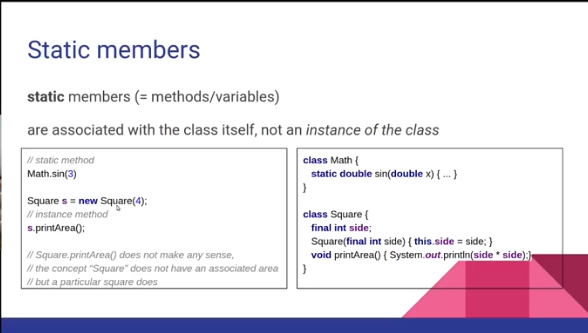 Static members
static members (= methods/variables)
are associated with the class itself, not an instance of the class
// static method
Math.sin(3)
Square s = new Square(4);
// instance method
s.printArea();
// Square.printArea() does not make any sense,
// the concept “Square” does not have an associated area
// but a particular square does
class Math {
static double sin(double x) { ... }
}
class Square {
final int side;
Square(final int side) { this.side = side; }
void printArea() { System.out.println(side * side);}
}